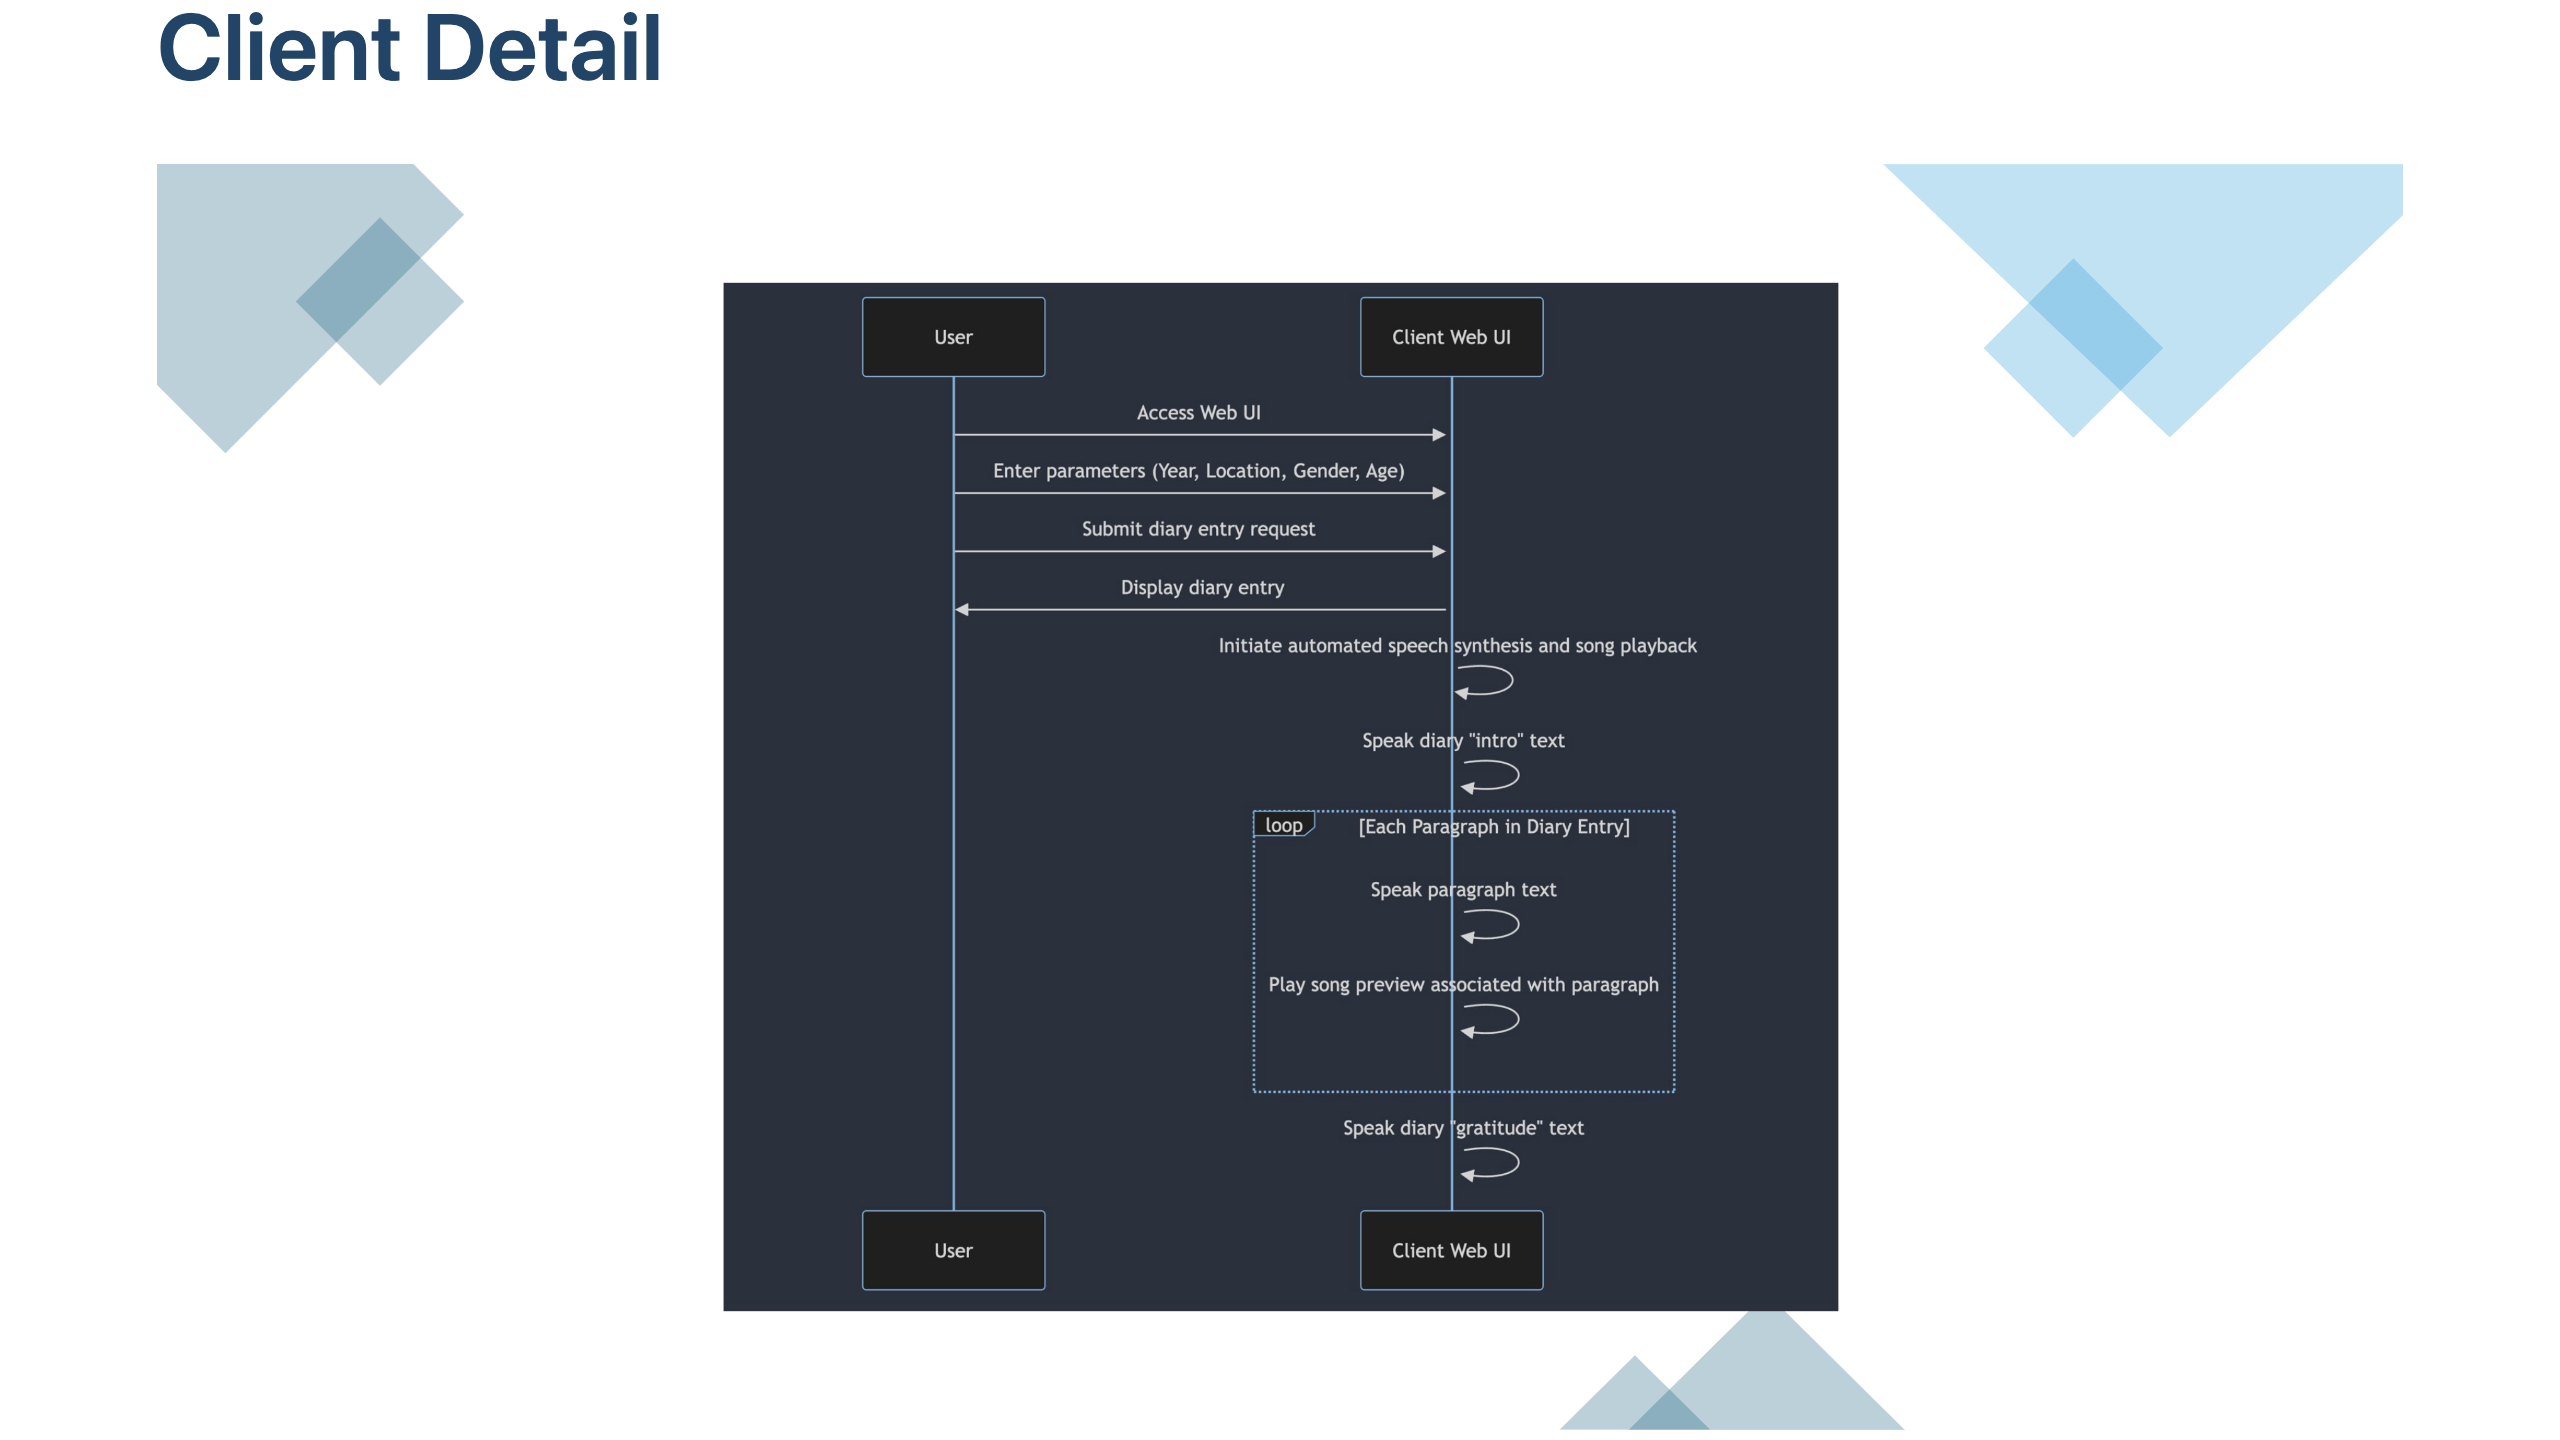 Client Detail
User
Client Web UI
Access Web UI
Enter parameters (Year, Location, Gender, Age)
Submit diary entry request
Display diary entry
Initiate automated speech synthesis and song playback
Speak diary "intro" text
loop
[Each Paragraph in Diary Entry]
Speak paragraph text
Play song preview associated with paragraph
Speak diary "gratitude" text
User
Client Web UI